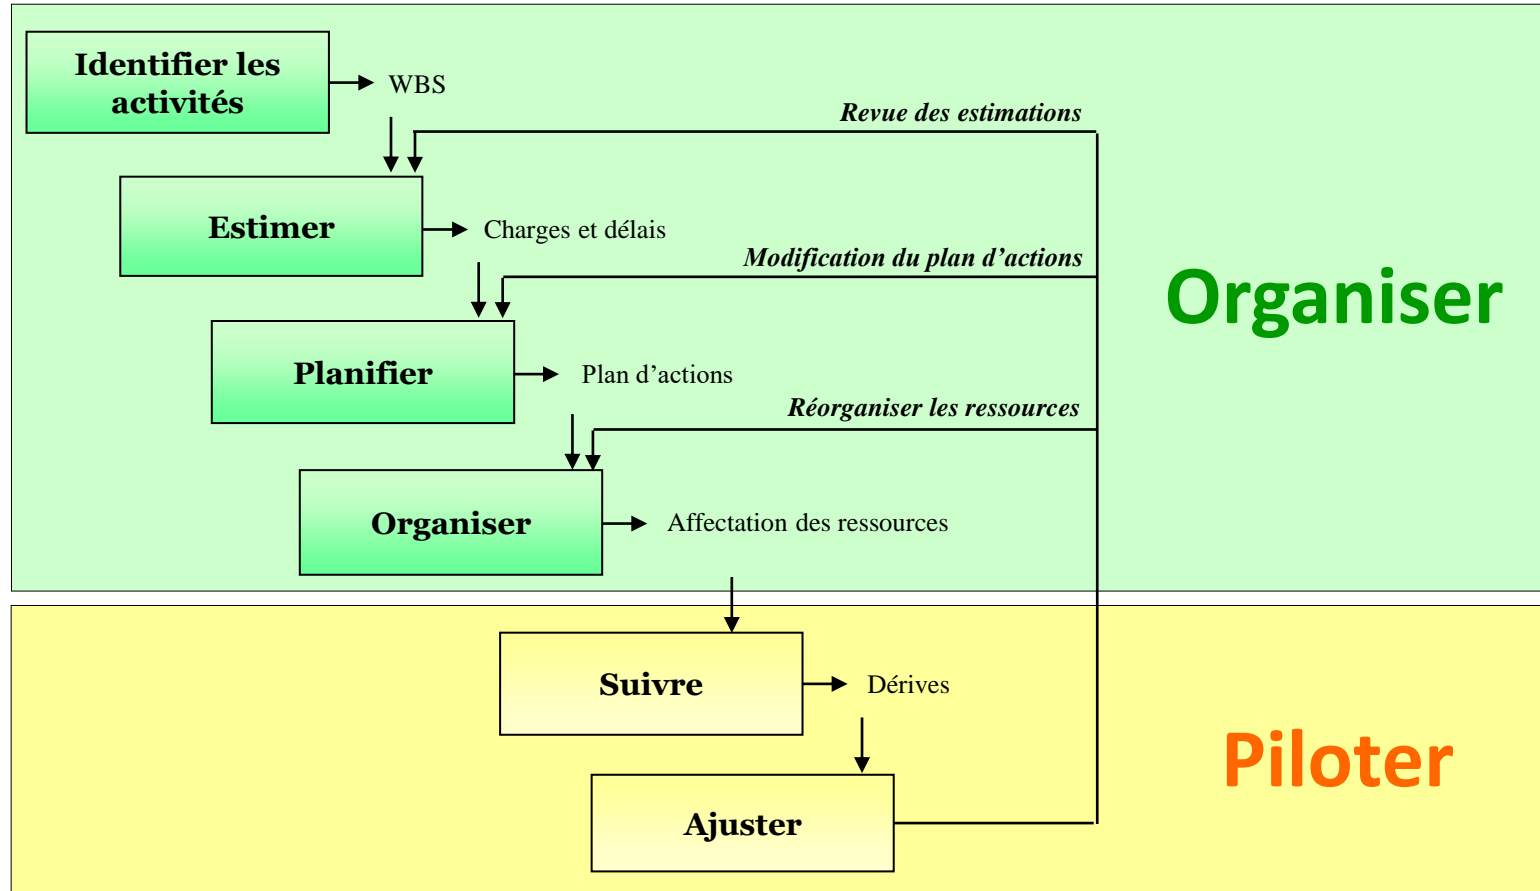 Identifier les
activités
WBS
Revue des estimations
Estimer
Charges et délais
Modification du plan d’actions
Organiser
Planifier
Plan d’actions
Réorganiser les ressources
Organiser
Affectation des ressources
Suivre
Dérives
Piloter
Ajuster